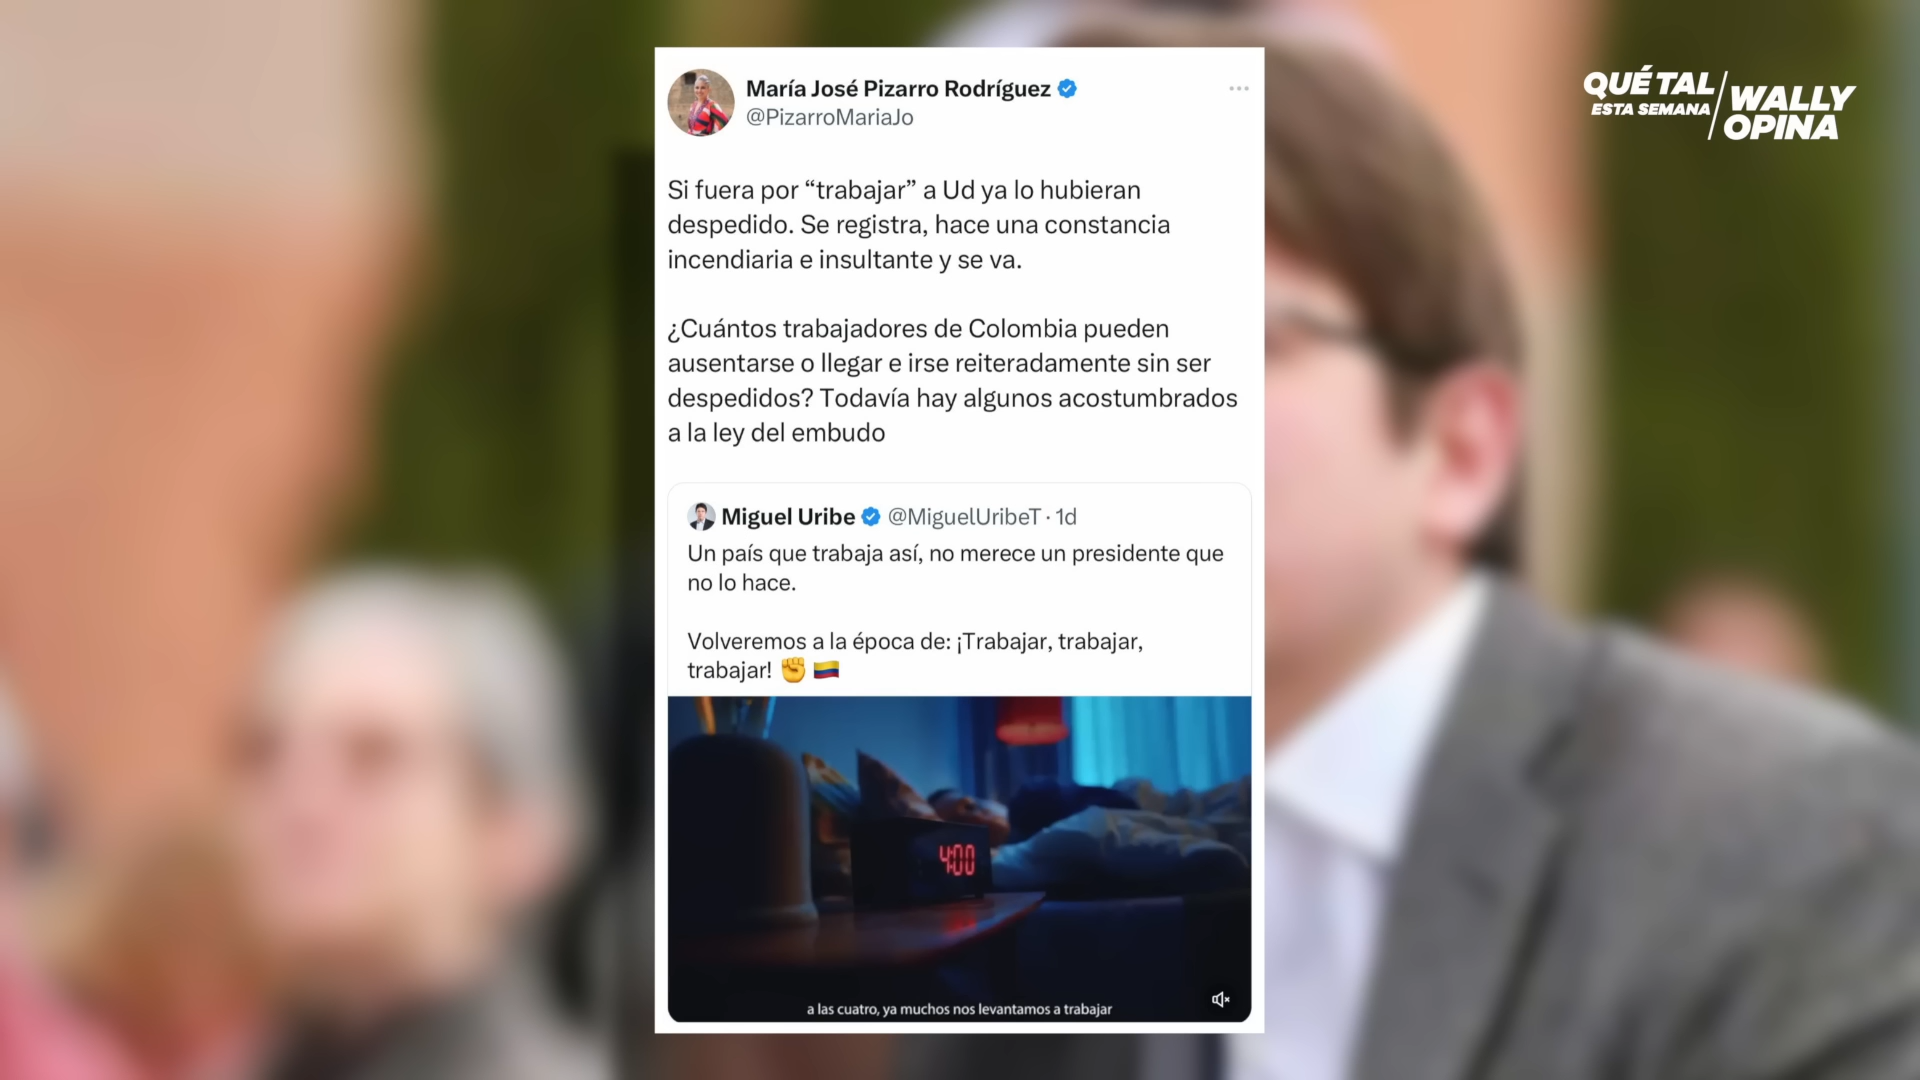 María José Pizarro Rodríguez
@PizarroMariaJo
Si fuera por “trabajar” a Ud ya lo hubieran
despedido. Se registra, hace una constancia
incendiaria e insultante y se va.
¿Cuántos trabajadores de Colombia pueden
ausentarse o llegar e irse reiteradamente sin ser
despedidos? Todavía hay algunos acostumbrados
a la ley del embudo
Miguel Uribe @MiguelUribeT · 1d
Un país que trabaja así, no merece un presidente que
no lo hace.
Volveremos a la época de: ¡Trabajar, trabajar,
trabajar! ✊🇨🇴
4:00
a las cuatro, ya muchos nos levantamos a trabajar
QUÉ TAL
ESTA SEMANA
WALLY
OPINA